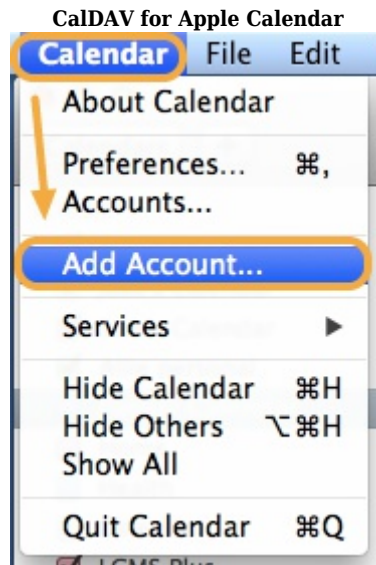 CalDAV for Apple Calendar
Calendar File Edit
About Calendar
Preferences... ⌘,
Accounts...
Add Account...
Services ▶
Hide Calendar ⌘H
Hide Others ⌥⌘H
Show All
Quit Calendar ⌘Q